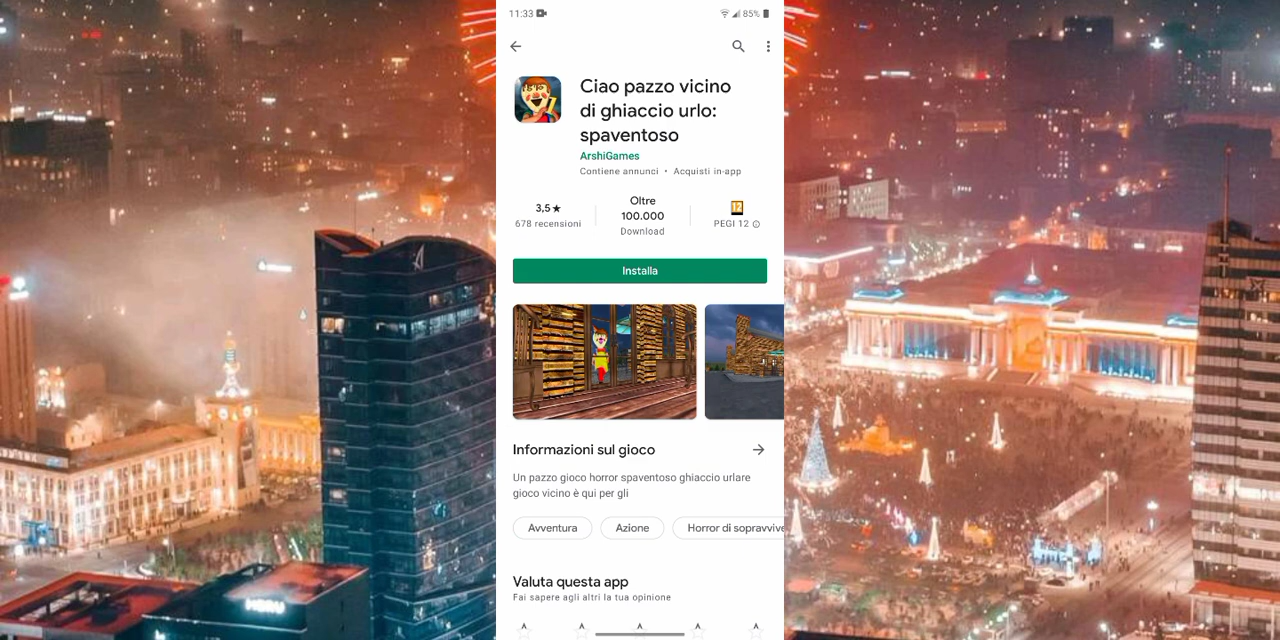 11:33
85%
Ciao pazzo vicino
di ghiaccio urlo:
spaventoso
ArshiGames
Contiene annunci • Acquisti in-app
3,5★
678 recensioni
Oltre
100.000
Download
12
PEGI 12
Installa
Informazioni sul gioco
Un pazzo gioco horror spaventoso ghiaccio urlare
gioco vicino è qui per gli
Avventura
Azione
Horror di sopravvive
Valuta questa app
Fai sapere agli altri la tua opinione